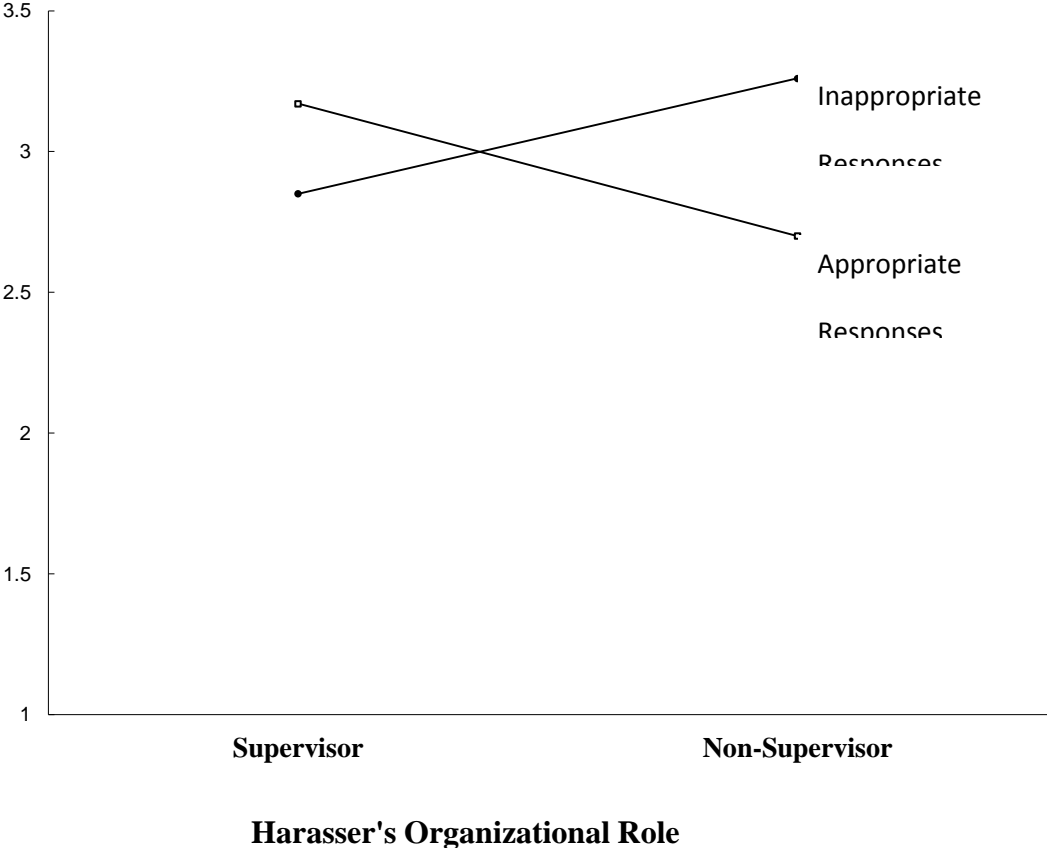 3.5
3
2.5
2
1.5
1
Inappropriate
Responses
Appropriate
Responses
Supervisor Non-Supervisor
Harasser's Organizational Role